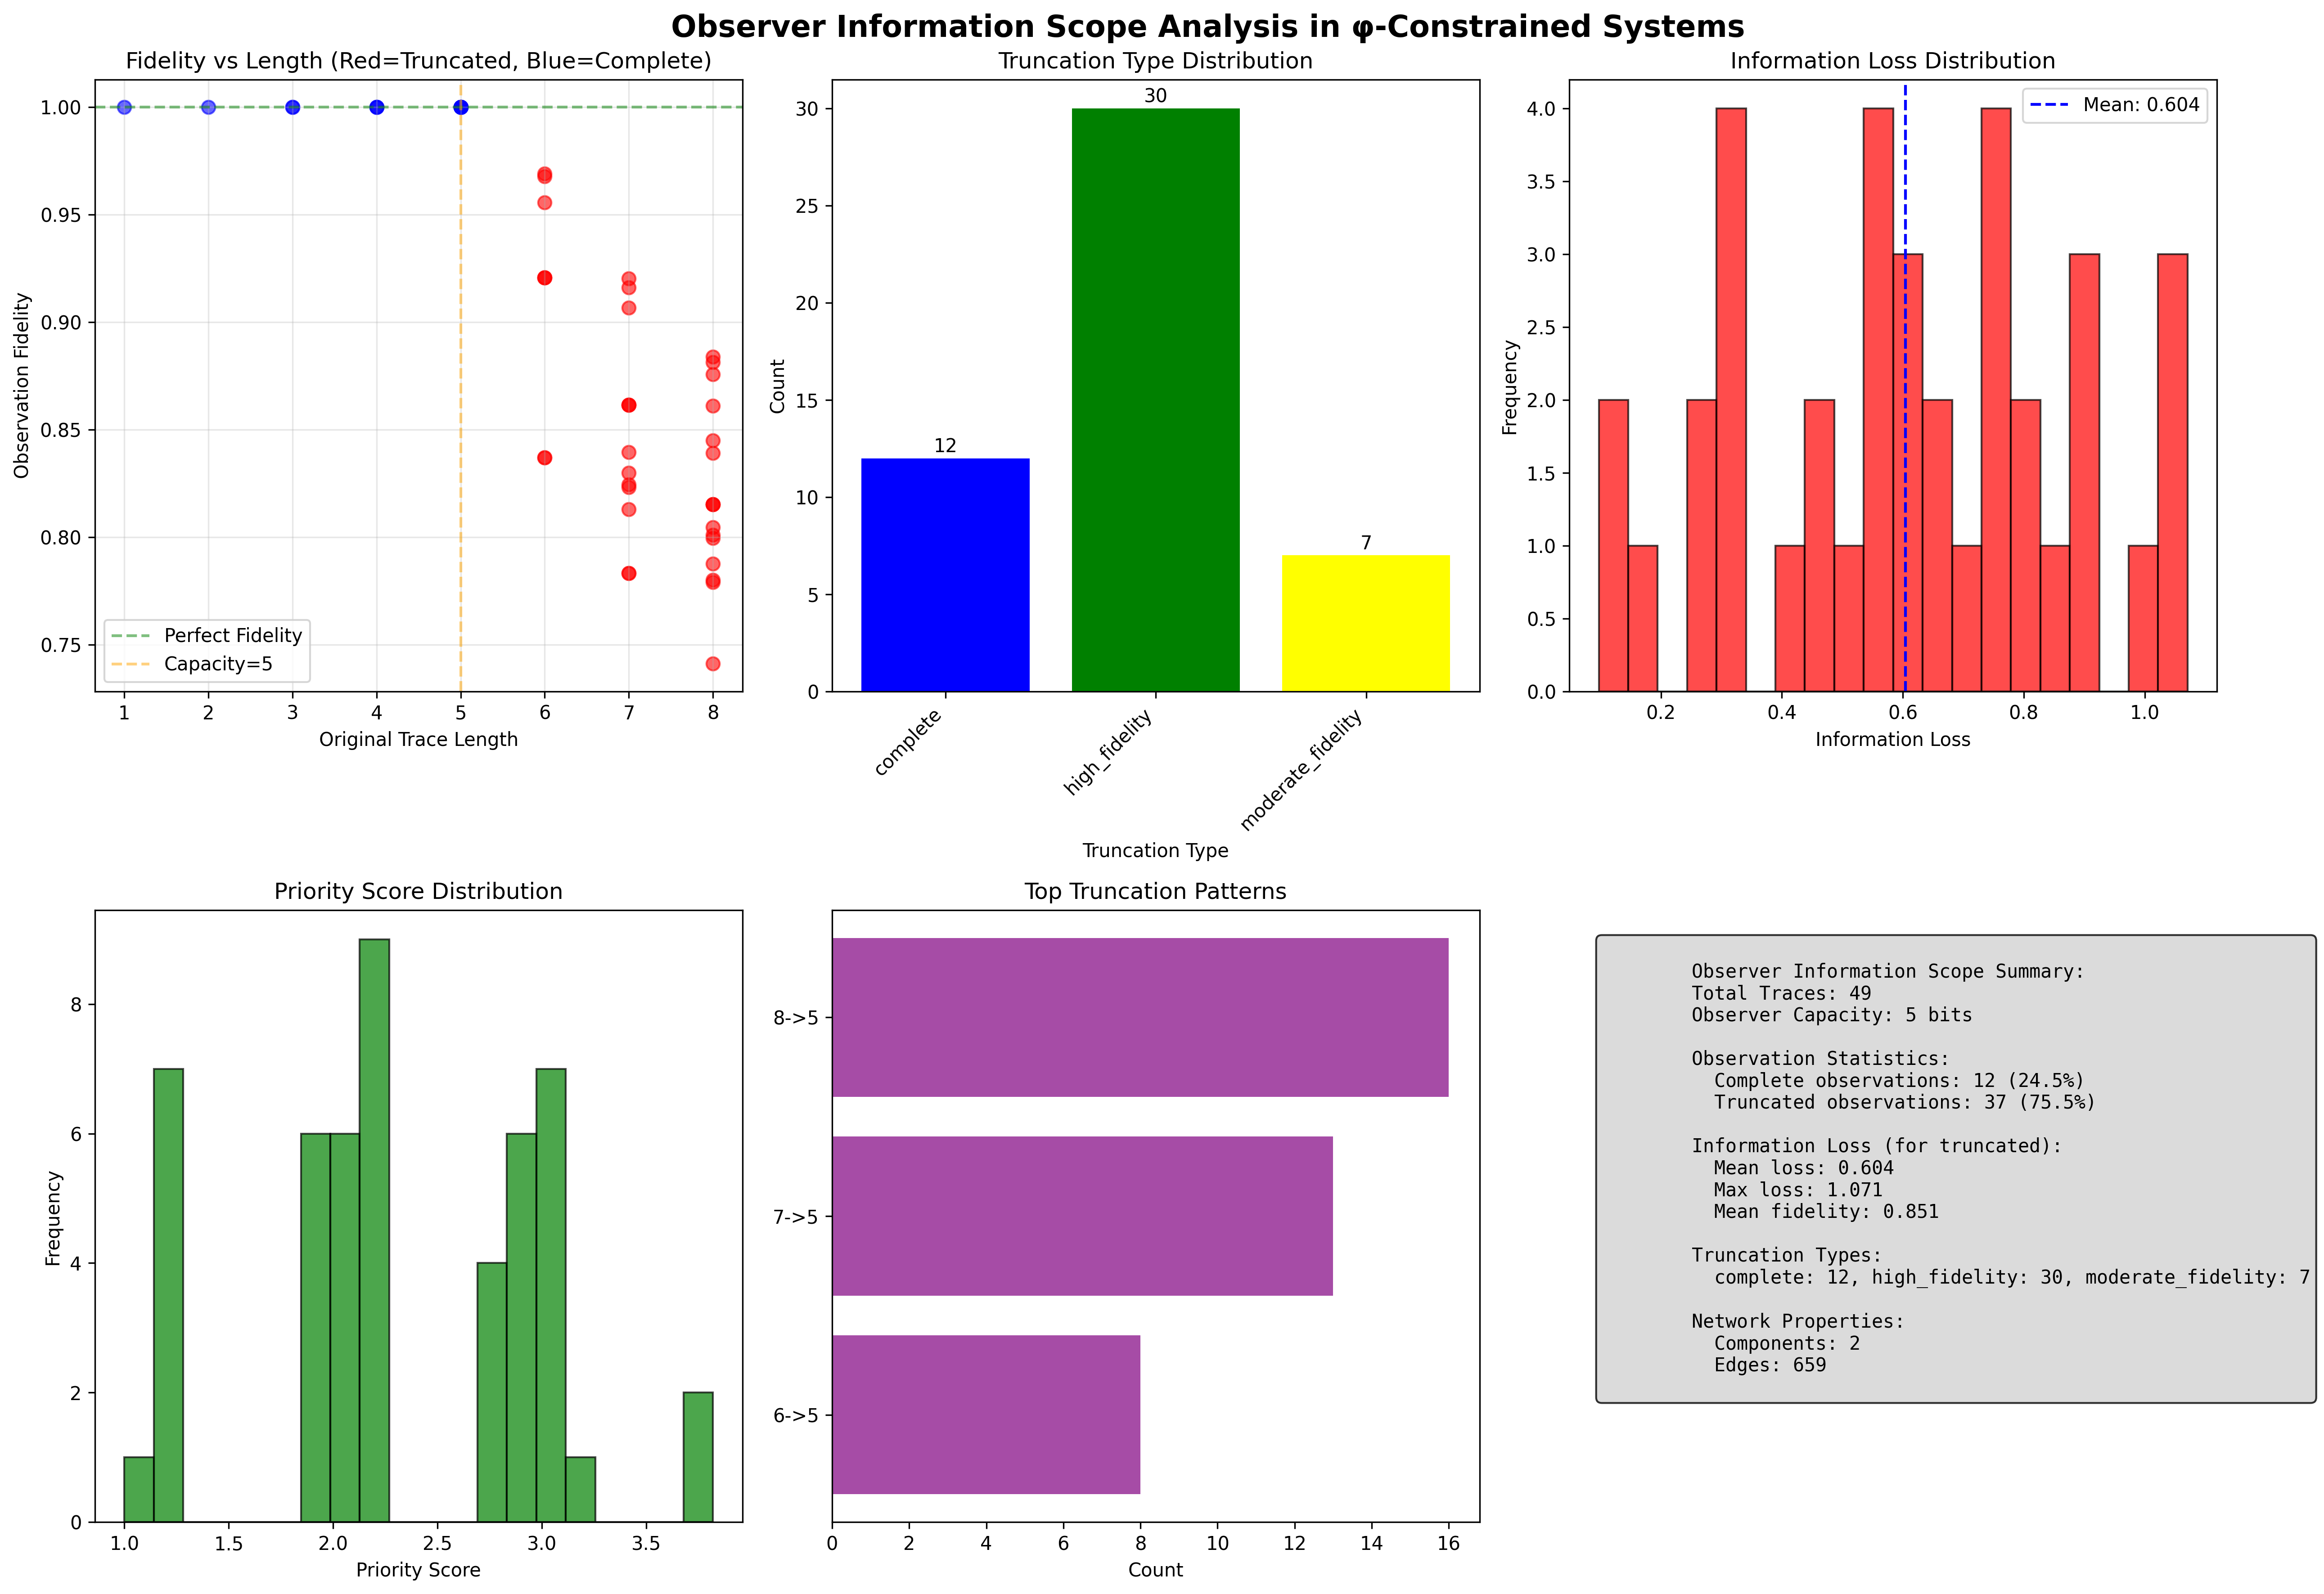 Observer Information Scope Analysis in φ-Constrained Systems
Fidelity vs Length (Red=Truncated, Blue=Complete)
Observation Fidelity
1.00
0.95
0.90
0.85
0.80
0.75
Perfect Fidelity
Capacity=5
1 2 3 4 5 6 7 8
Original Trace Length
Truncation Type Distribution
Count
30
25
20
15
10
5
0
12
30
7
complete
high_fidelity
moderate_fidelity
Truncation Type
Information Loss Distribution
Frequency
4.0
3.5
3.0
2.5
2.0
1.5
1.0
0.5
0.0
Mean: 0.604
0.2 0.4 0.6 0.8 1.0
Information Loss
Priority Score Distribution
Frequency
8
6
4
2
0
1.0 1.5 2.0 2.5 3.0 3.5
Priority Score
Top Truncation Patterns
8->5
7->5
6->5
0 2 4 6 8 10 12 14 16
Count
Observer Information Scope Summary:
Total Traces: 49
Observer Capacity: 5 bits
Observation Statistics:
Complete observations: 12 (24.5%)
Truncated observations: 37 (75.5%)
Information Loss (for truncated):
Mean loss: 0.604
Max loss: 1.071
Mean fidelity: 0.851
Truncation Types:
complete: 12, high_fidelity: 30, moderate_fidelity: 7
Network Properties:
Components: 2
Edges: 659